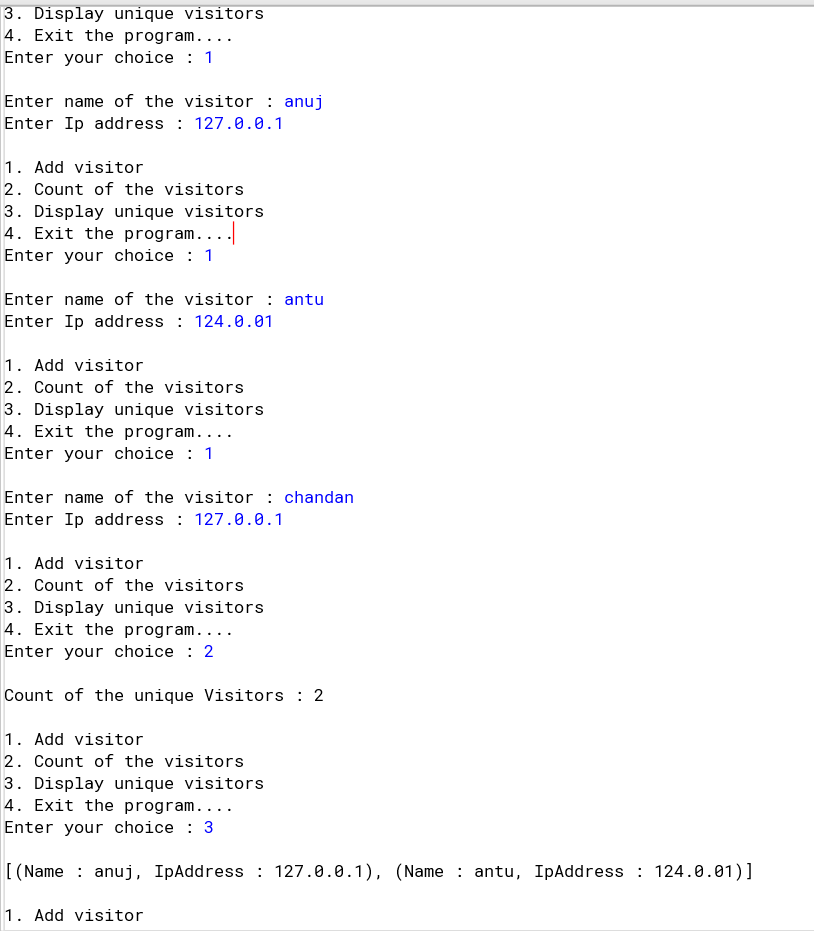 3. Display unique visitors
4. Exit the program....
Enter your choice : 1
Enter name of the visitor : anuj
Enter Ip address : 127.0.0.1
1. Add visitor
2. Count of the visitors
3. Display unique visitors
4. Exit the program....
Enter your choice : 1
Enter name of the visitor : antu
Enter Ip address : 124.0.01
1. Add visitor
2. Count of the visitors
3. Display unique visitors
4. Exit the program....
Enter your choice : 1
Enter name of the visitor : chandan
Enter Ip address : 127.0.0.1
1. Add visitor
2. Count of the visitors
3. Display unique visitors
4. Exit the program....
Enter your choice : 2
Count of the unique Visitors : 2
1. Add visitor
2. Count of the visitors
3. Display unique visitors
4. Exit the program....
Enter your choice : 3
[(Name : anuj, IpAddress : 127.0.0.1), (Name : antu, IpAddress : 124.0.01)]
1. Add visitor